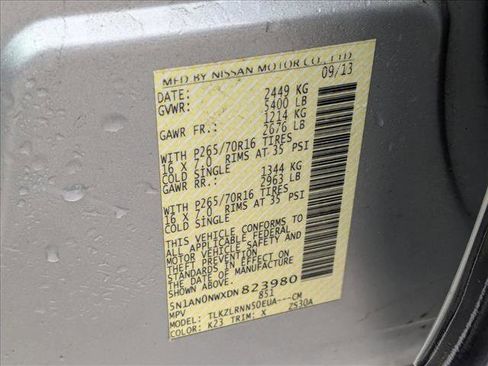 MFD BY NISSAN MOTOR CO., LTD.
DATE: 09/13
GVWR: 2449 KG
5400 LB
GAWR FR.: 1214 KG
2676 LB
WITH P265/70R16 TIRES
16 X 7.0 RIMS AT 35 PSI
COLD SINGLE
GAWR RR.: 1344 KG
2963 LB
WITH P265/70R16 TIRES
16 X 7.0 RIMS AT 35 PSI
COLD SINGLE
THIS VEHICLE CONFORMS TO
ALL APPLICABLE FEDERAL
MOTOR VEHICLE SAFETY AND
THEFT PREVENTION
STANDARDS IN EFFECT ON
THE DATE OF MANUFACTURE
5N1AN0NWXDN823980
MPV 851
MODEL: TLKZLRNN50EUA---CM
COLOR: K23 TRIM: X ZS30A